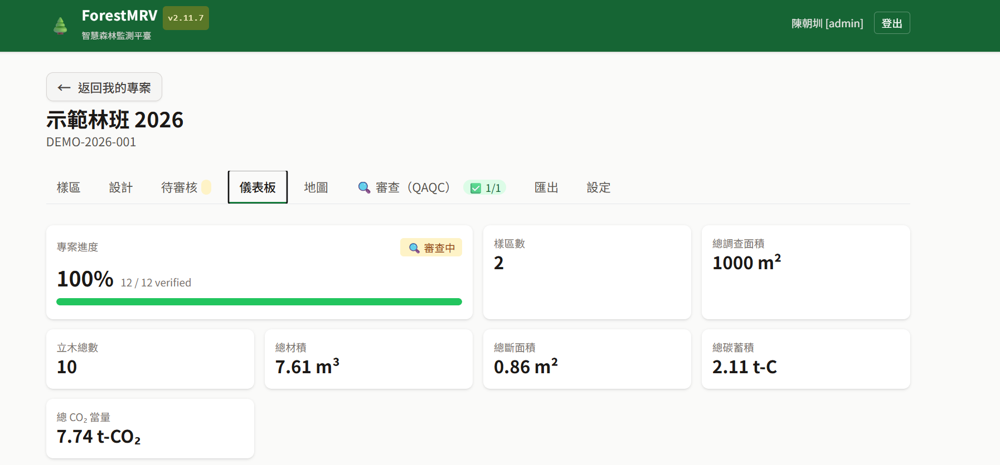 ForestMRV v2.11.7
智慧森林監測平臺
陳朝圳 [admin] 登出
← 返回我的專案
示範林班 2026
DEMO-2026-001
樣區 設計 待審核 儀表板 地圖 審查（QAQC） 1/1 匯出 設定
專案進度 審查中
100% 12 / 12 verified
樣區數
2
總調查面積
1000 m²
立木總數
10
總材積
7.61 m³
總斷面積
0.86 m²
總碳蓄積
2.11 t-C
總 CO₂ 當量
7.74 t-CO₂